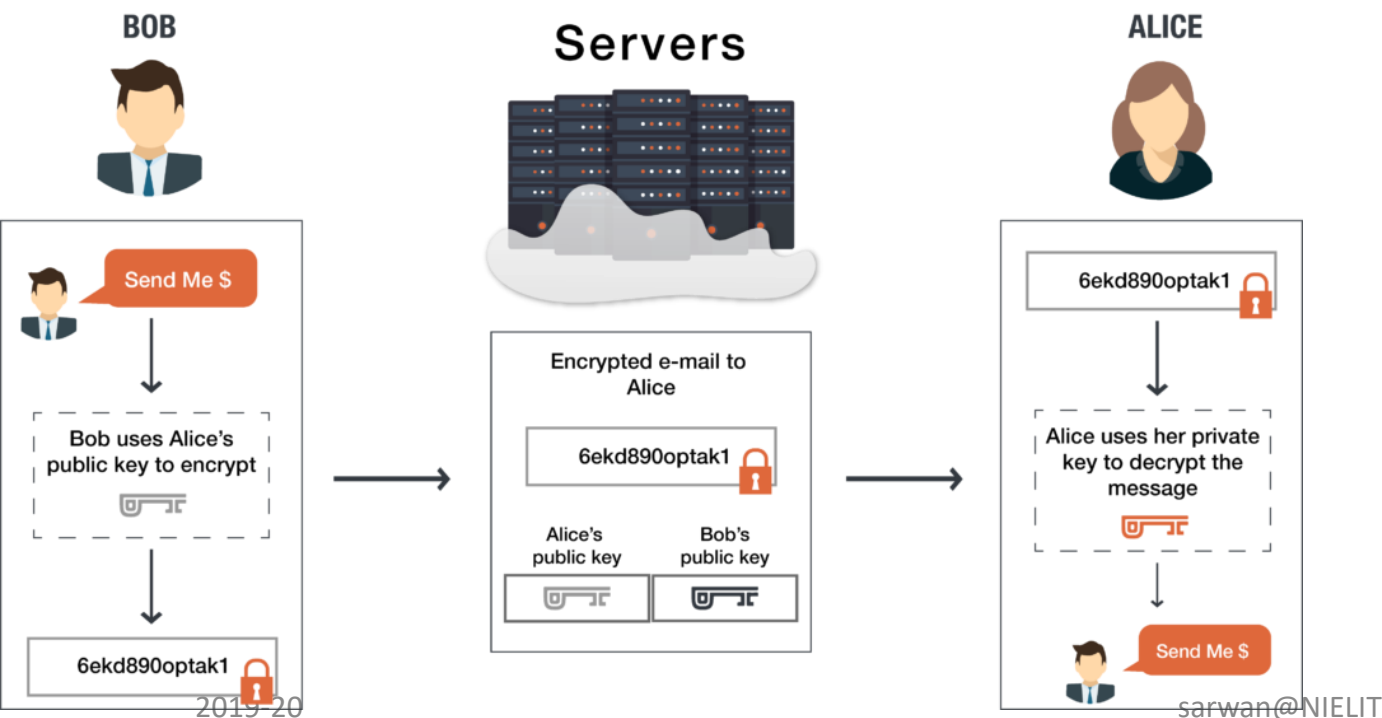 BOB
Servers
ALICE
Send Me $
Bob uses Alice's
public key to encrypt
6ekd890optak1
Encrypted e-mail to
Alice
6ekd890optak1
Alice's
public key
Bob's
public key
6ekd890optak1
Alice uses her private
key to decrypt the
message
Send Me $
2019-20
sarwan@NIELIT